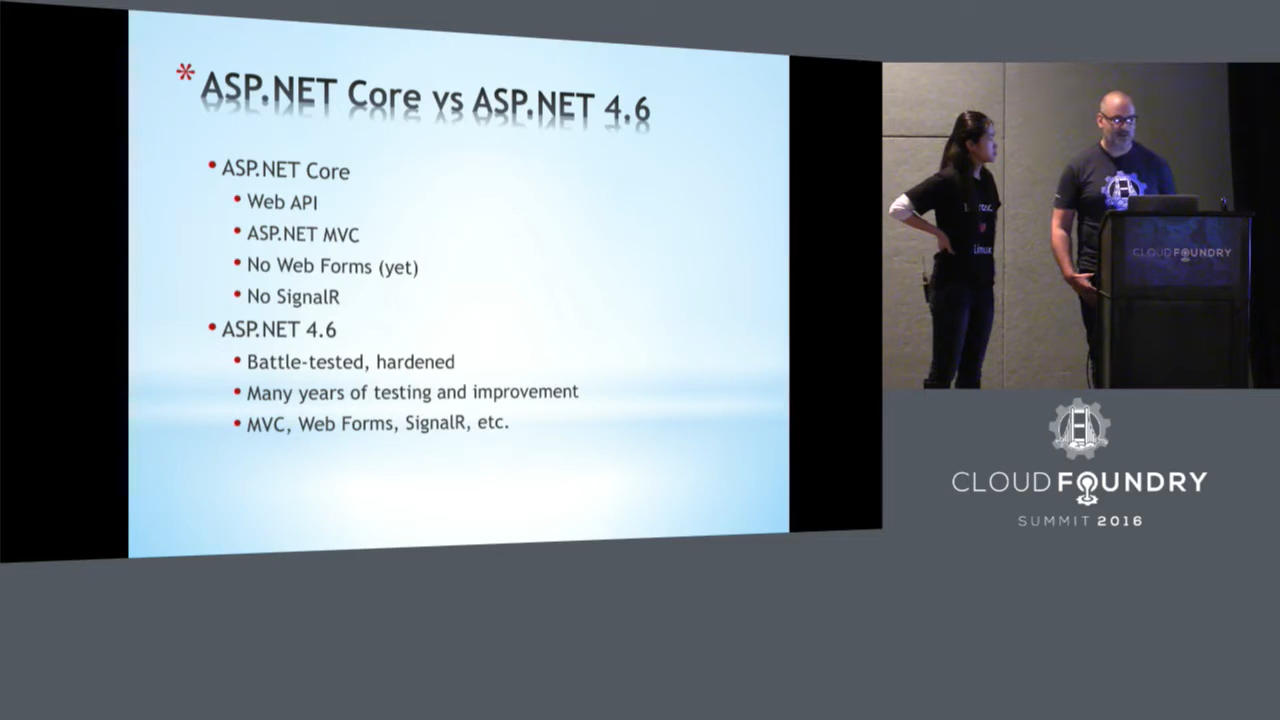 * ASP.NET Core vs ASP.NET 4.6
• ASP.NET Core
• Web API
• ASP.NET MVC
• No Web Forms (yet)
• No SignalR
• ASP.NET 4.6
• Battle-tested, hardened
• Many years of testing and improvement
• MVC, Web Forms, SignalR, etc.
Linux
CLOUD FOUNDRY
CLOUD FOUNDRY
SUMMIT 2016